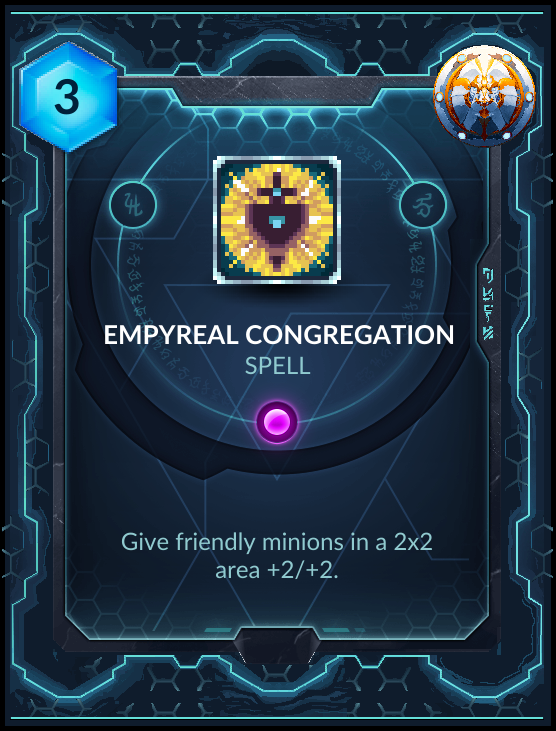 3
EMPYREAL CONGREGATION
SPELL
Give friendly minions in a 2x2
area +2/+2.